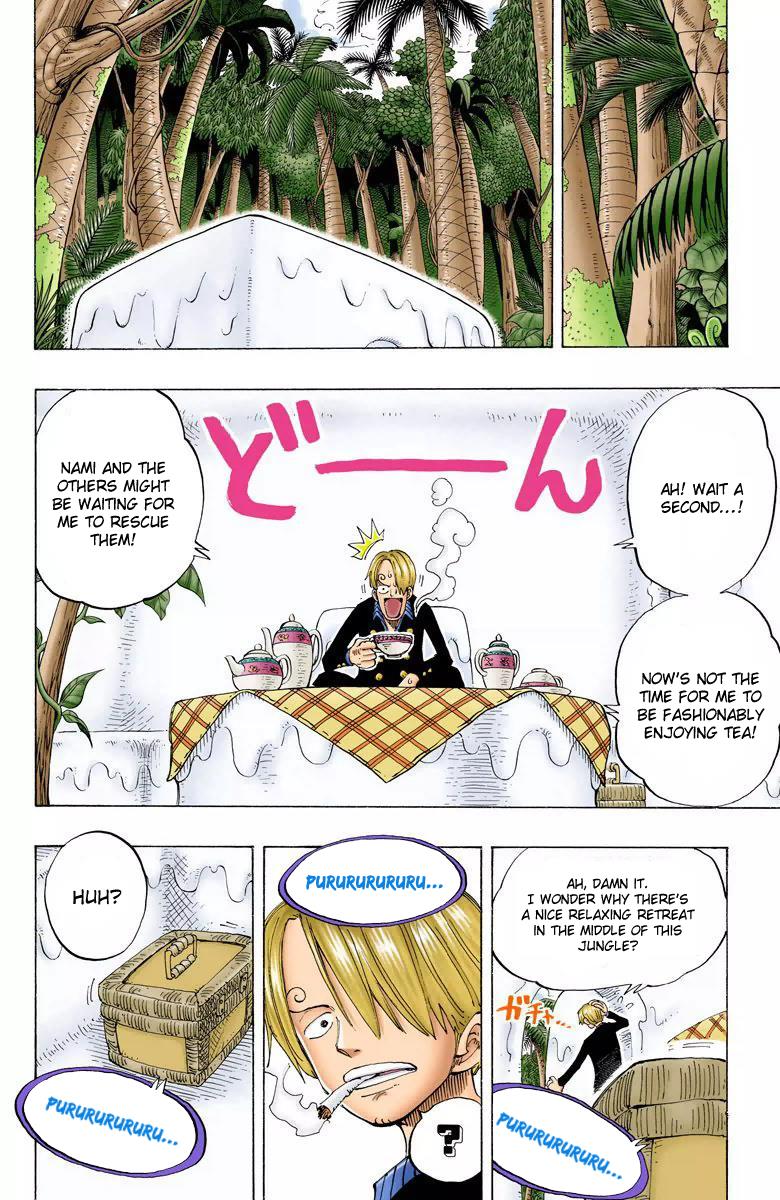 AH! WAIT A
SECOND...!
NOW'S NOT THE
TIME FOR ME TO
BE FASHIONABLY
ENJOYING TEA!
どーん
NAMI AND THE
OTHERS MIGHT
BE WAITING FOR
ME TO RESCUE
THEM!
AH, DAMN IT.
I WONDER WHY THERE'S
A NICE RELAXING RETREAT
IN THE MIDDLE OF THIS
JUNGLE?
ガチャ...
PURURURURURU...
PURURURURURU...
?
HUH?
PURURURURURU...